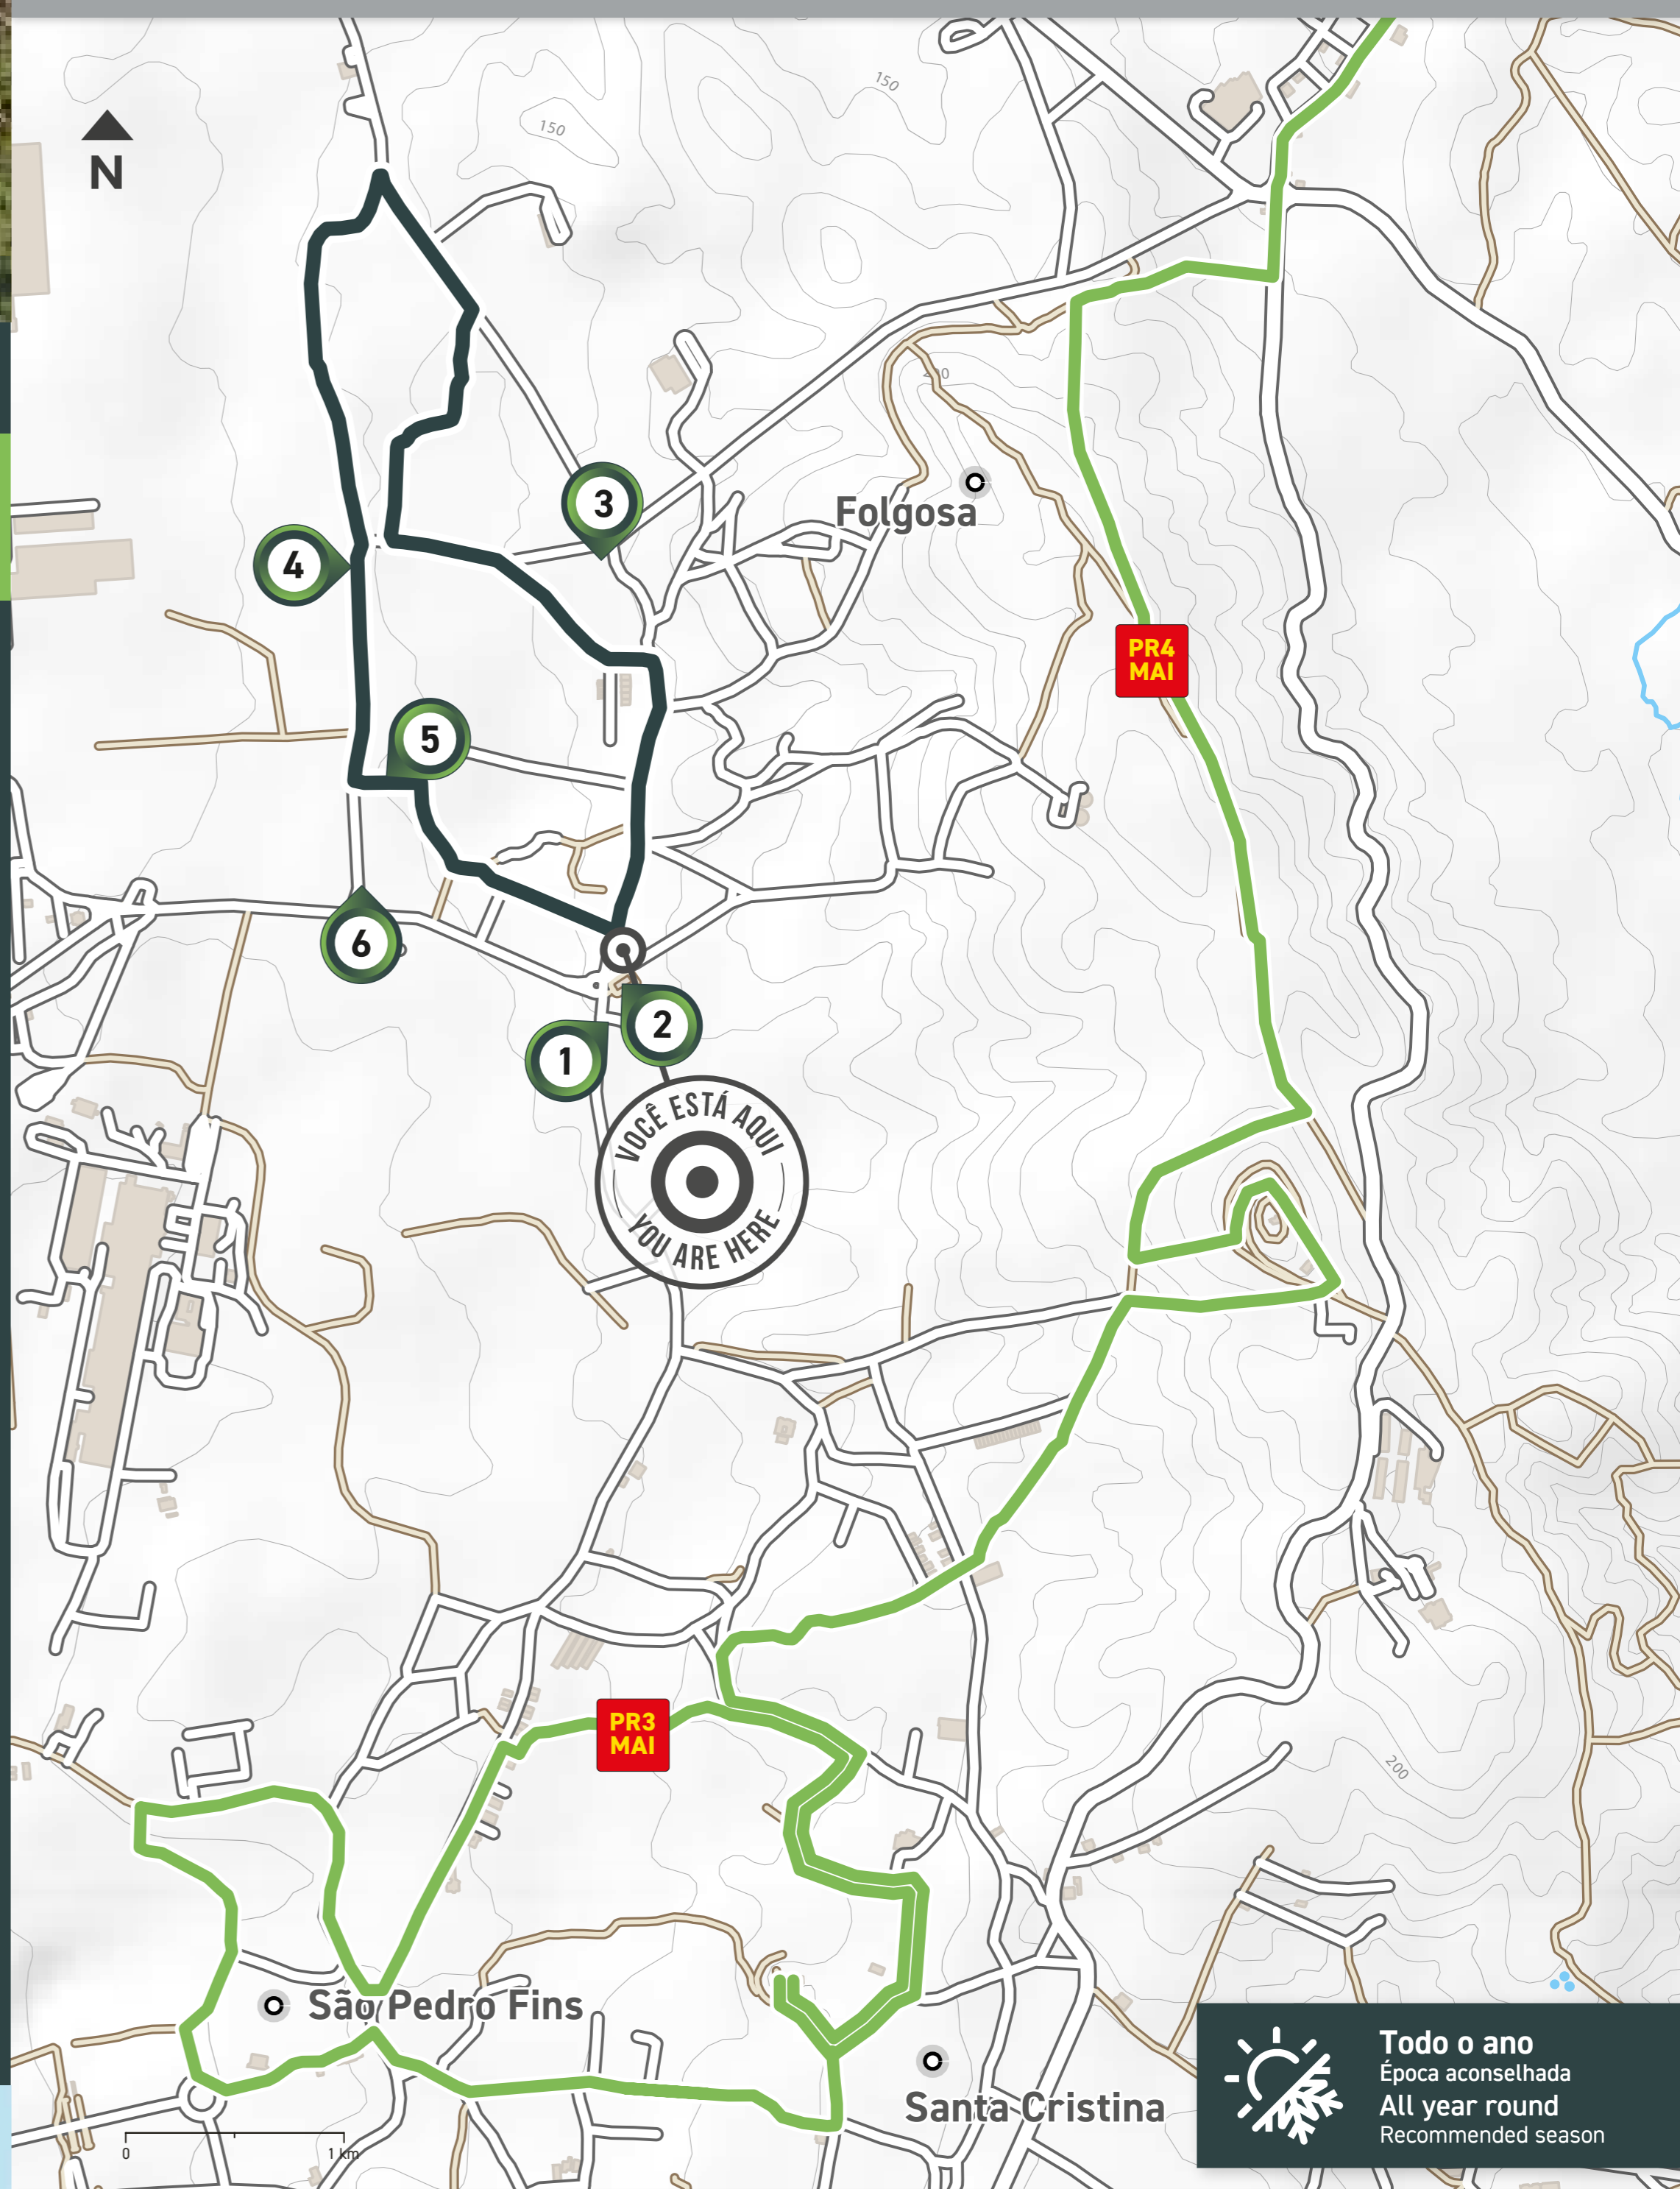 150
150
N
200
3
Folgosa
4
PR4
MAI
5
6
2
1
VOCÊ ESTÁ AQUI
YOU ARE HERE
PR3
MAI
200
São Pedro Fins
Santa Cristina
0
1 km
Todo o ano
Época aconselhada
All year round
Recommended season